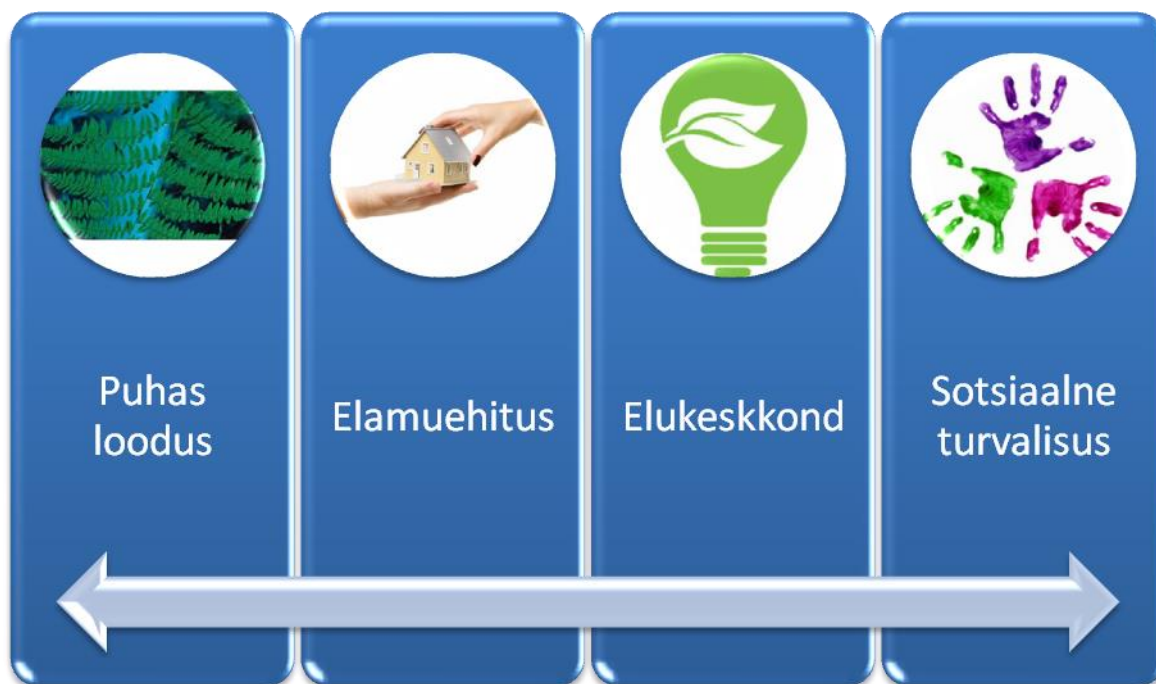 Puhas
loodus
Elamuehitus
Elukeskkond
Sotsiaalne
turvalisus